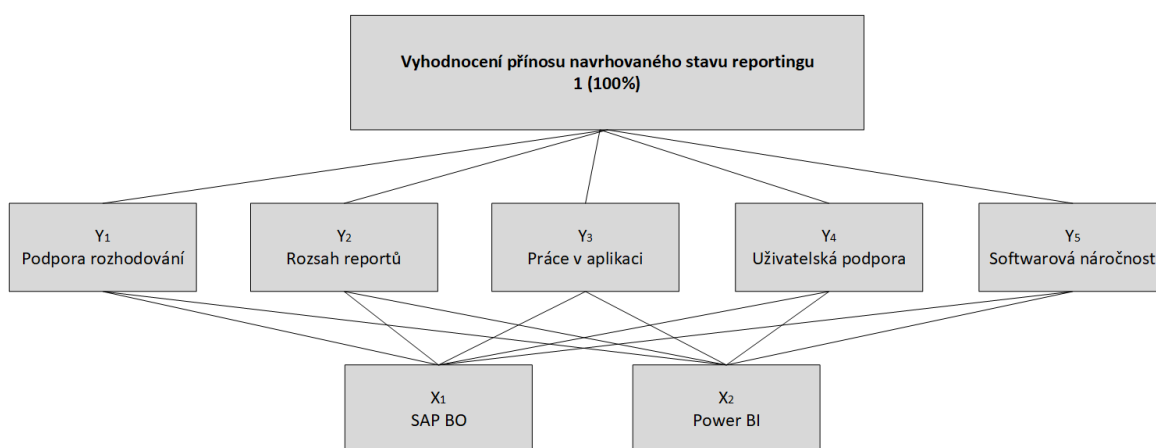 Vyhodnocení přínosu navrhovaného stavu reportingu
1 (100%)
Y1
Podpora rozhodování
Y2
Rozsah reportů
Y3
Práce v aplikaci
Y4
Uživatelská podpora
Y5
Softwarová náročnost
X1
SAP BO
X2
Power BI